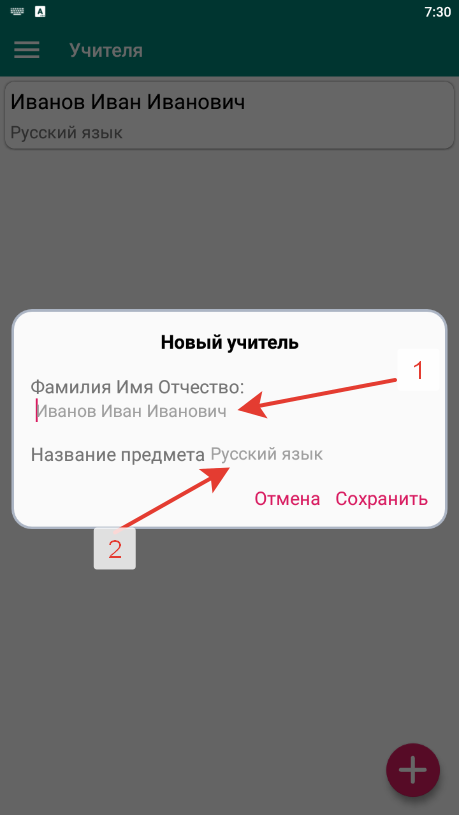 7:30
Учителя
Иванов Иван Иванович
Русский язык
Новый учитель
1
Фамилия Имя Отчество:
Иванов Иван Иванович
Название предмета Русский язык
Отмена Сохранить
2